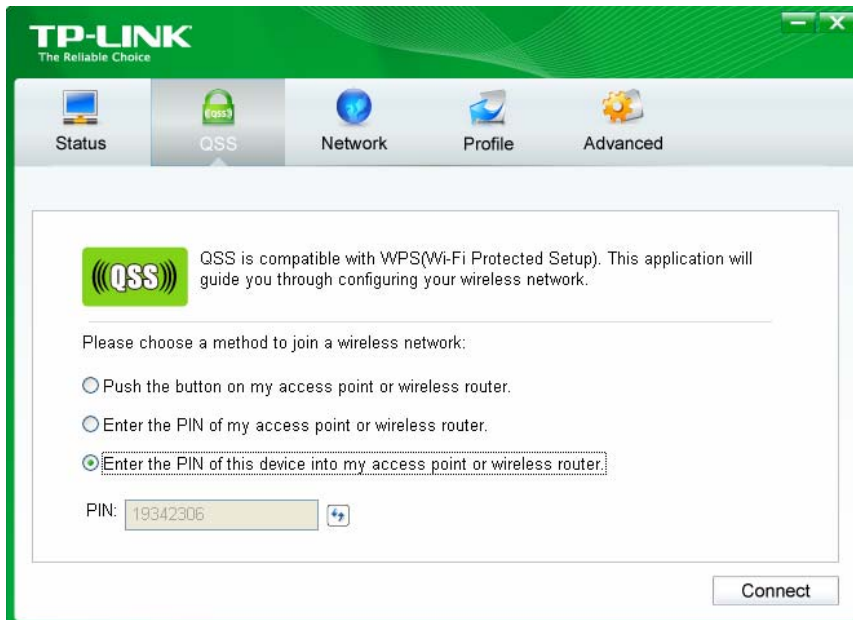 TP-LINK
The Reliable Choice
Status
QSS
QSS
Network
Profile
Advanced
QSS
QSS is compatible with WPS(Wi-Fi Protected Setup). This application will
guide you through configuring your wireless network.
Please choose a method to join a wireless network:
Push the button on my access point or wireless router.
Enter the PIN of my access point or wireless router.
Enter the PIN of this device into my access point or wireless router.
PIN: 19342306
Connect